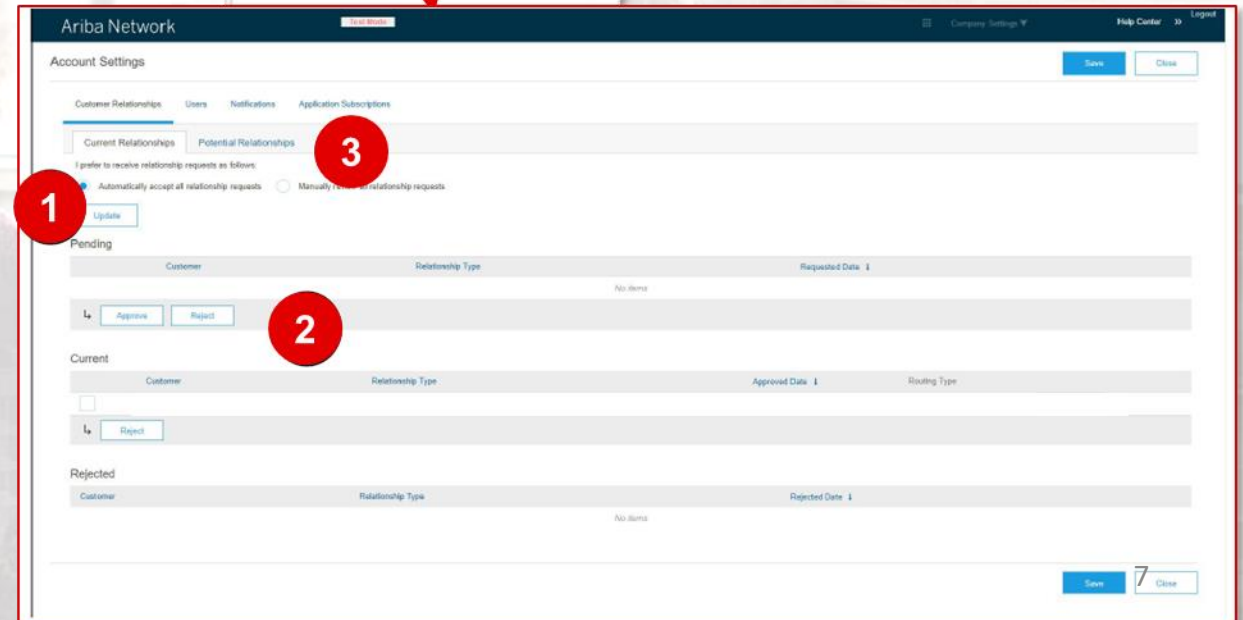 Logout
Ariba Network Test Mode Company Settings ▼ Help Center »
Account Settings Save Close
Customer Relationships Users Notifications Application Subscriptions
Current Relationships Potential Relationships
3
I prefer to receive relationship requests as follows:
Automatically accept all relationship requests Manually relationship requests
1
Update
Pending
Customer Relationship Type Requested Date ↓
No items
Approve Reject
2
Current
Customer Relationship Type Approved Date ↓ Routing Type
Reject
Rejected
Customer Relationship Type Rejected Date ↓
No items
Save 7 Close